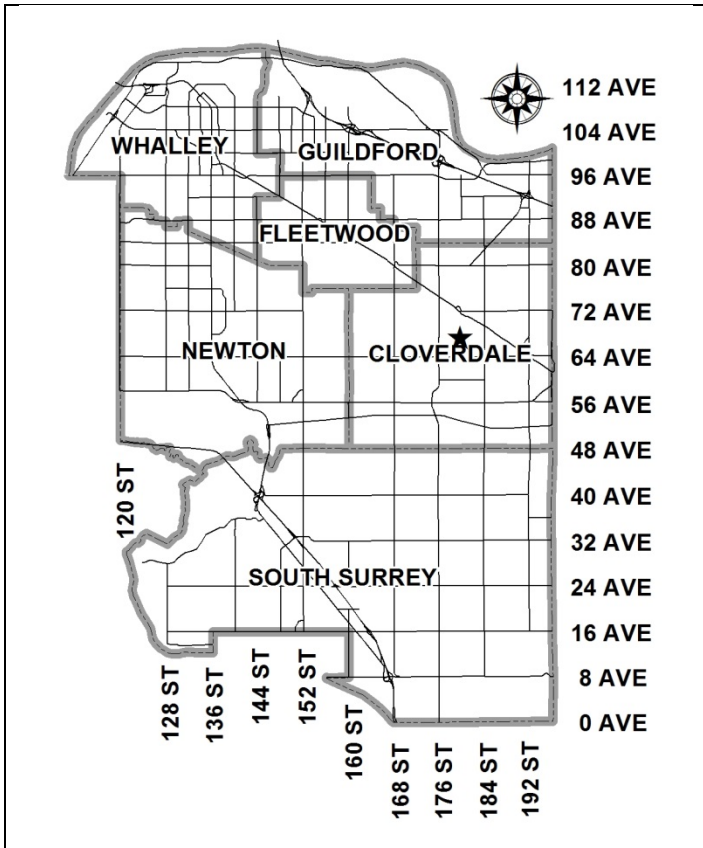 112 AVE
104 AVE
WHALLEY
GUILDFORD
96 AVE
88 AVE
FLEETWOOD
80 AVE
72 AVE
NEWTON
CLOVERDALE
64 AVE
56 AVE
48 AVE
120 ST
40 AVE
32 AVE
SOUTH SURREY
24 AVE
16 AVE
128 ST
136 ST
144 ST
152 ST
160 ST
8 AVE
0 AVE
168 ST
176 ST
184 ST
192 ST